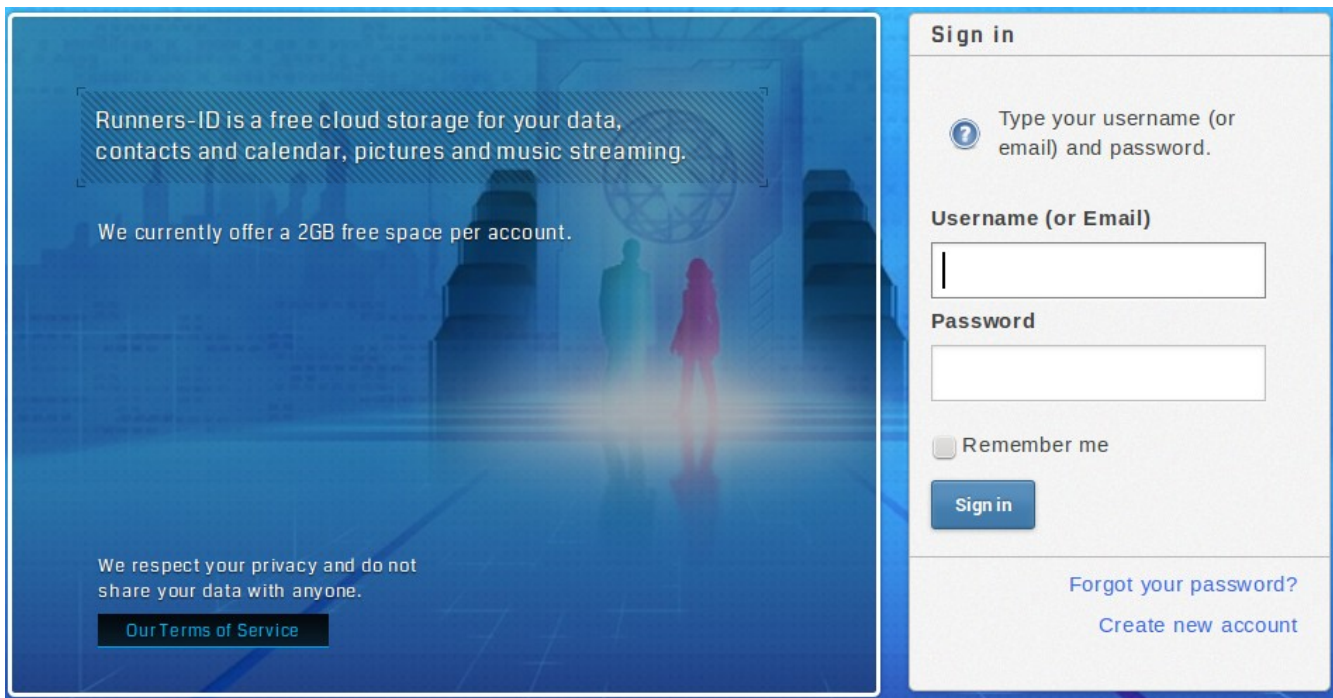 Runners-ID is a free cloud storage for your data,
contacts and calendar, pictures and music streaming.
We currently offer a 2GB free space per account.
We respect your privacy and do not
share your data with anyone.
Our Terms of Service
Sign in
Type your username (or
email) and password.
Username (or Email)
Password
Remember me
Sign in
Forgot your password?
Create new account